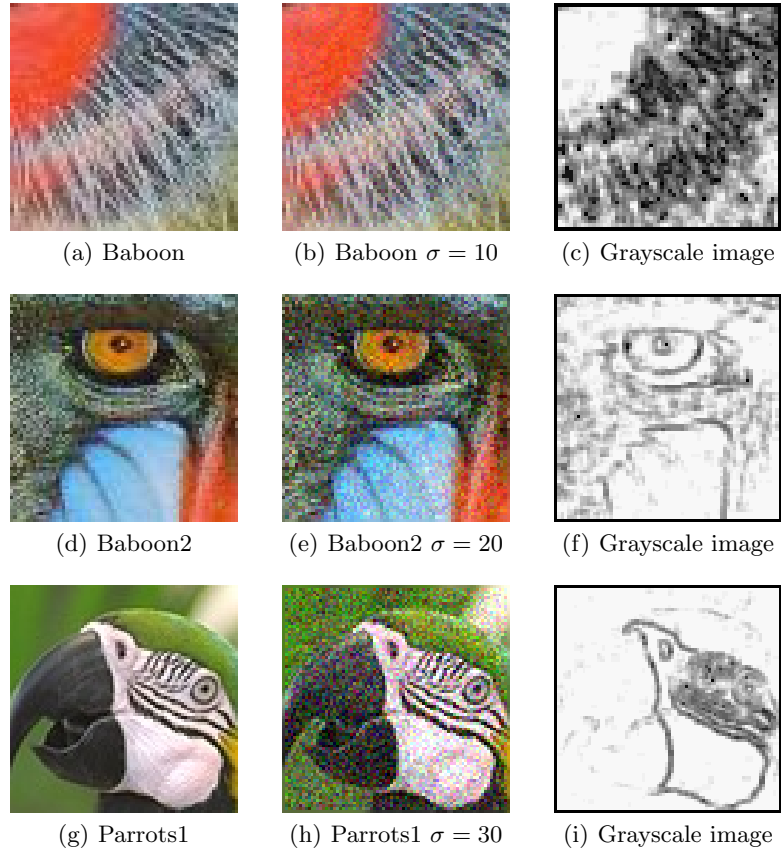 (a) Baboon
(b) Baboon σ = 10
(c) Grayscale image
(d) Baboon2
(e) Baboon2 σ = 20
(f) Grayscale image
(g) Parrots1
(h) Parrots1 σ = 30
(i) Grayscale image